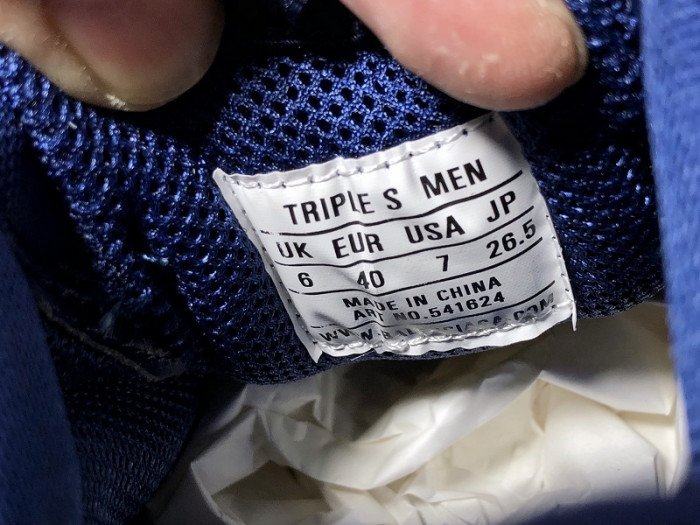 TRIPLE S MEN
UK EUR USA JP
6 40 7 26.5
MADE IN CHINA
ART NO.541624